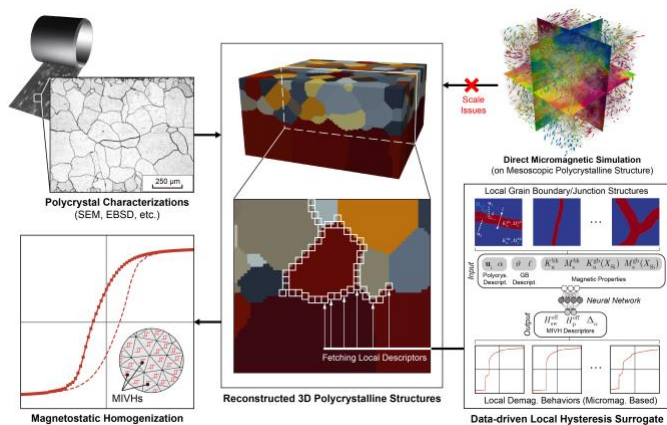 250 μm
Polycrystal Characterizations
(SEM, EBSD, etc.)
MIVHs
Magnetostatic Homogenization
Fetching Local Descriptors
Reconstructed 3D Polycrystalline Structures
Scale
Issues
Direct Micromagnetic Simulation
(on Mesoscopic Polycrystalline Structure)
Local Grain Boundary/Junction Structures
Input
Polycrys.
Descript.
GB
Descript.
Magnetic Properties
Neural Network
Output
MIVH Descriptors
Local Demag. Behaviors (Micromag. Based)
Data-driven Local Hysteresis Surrogate